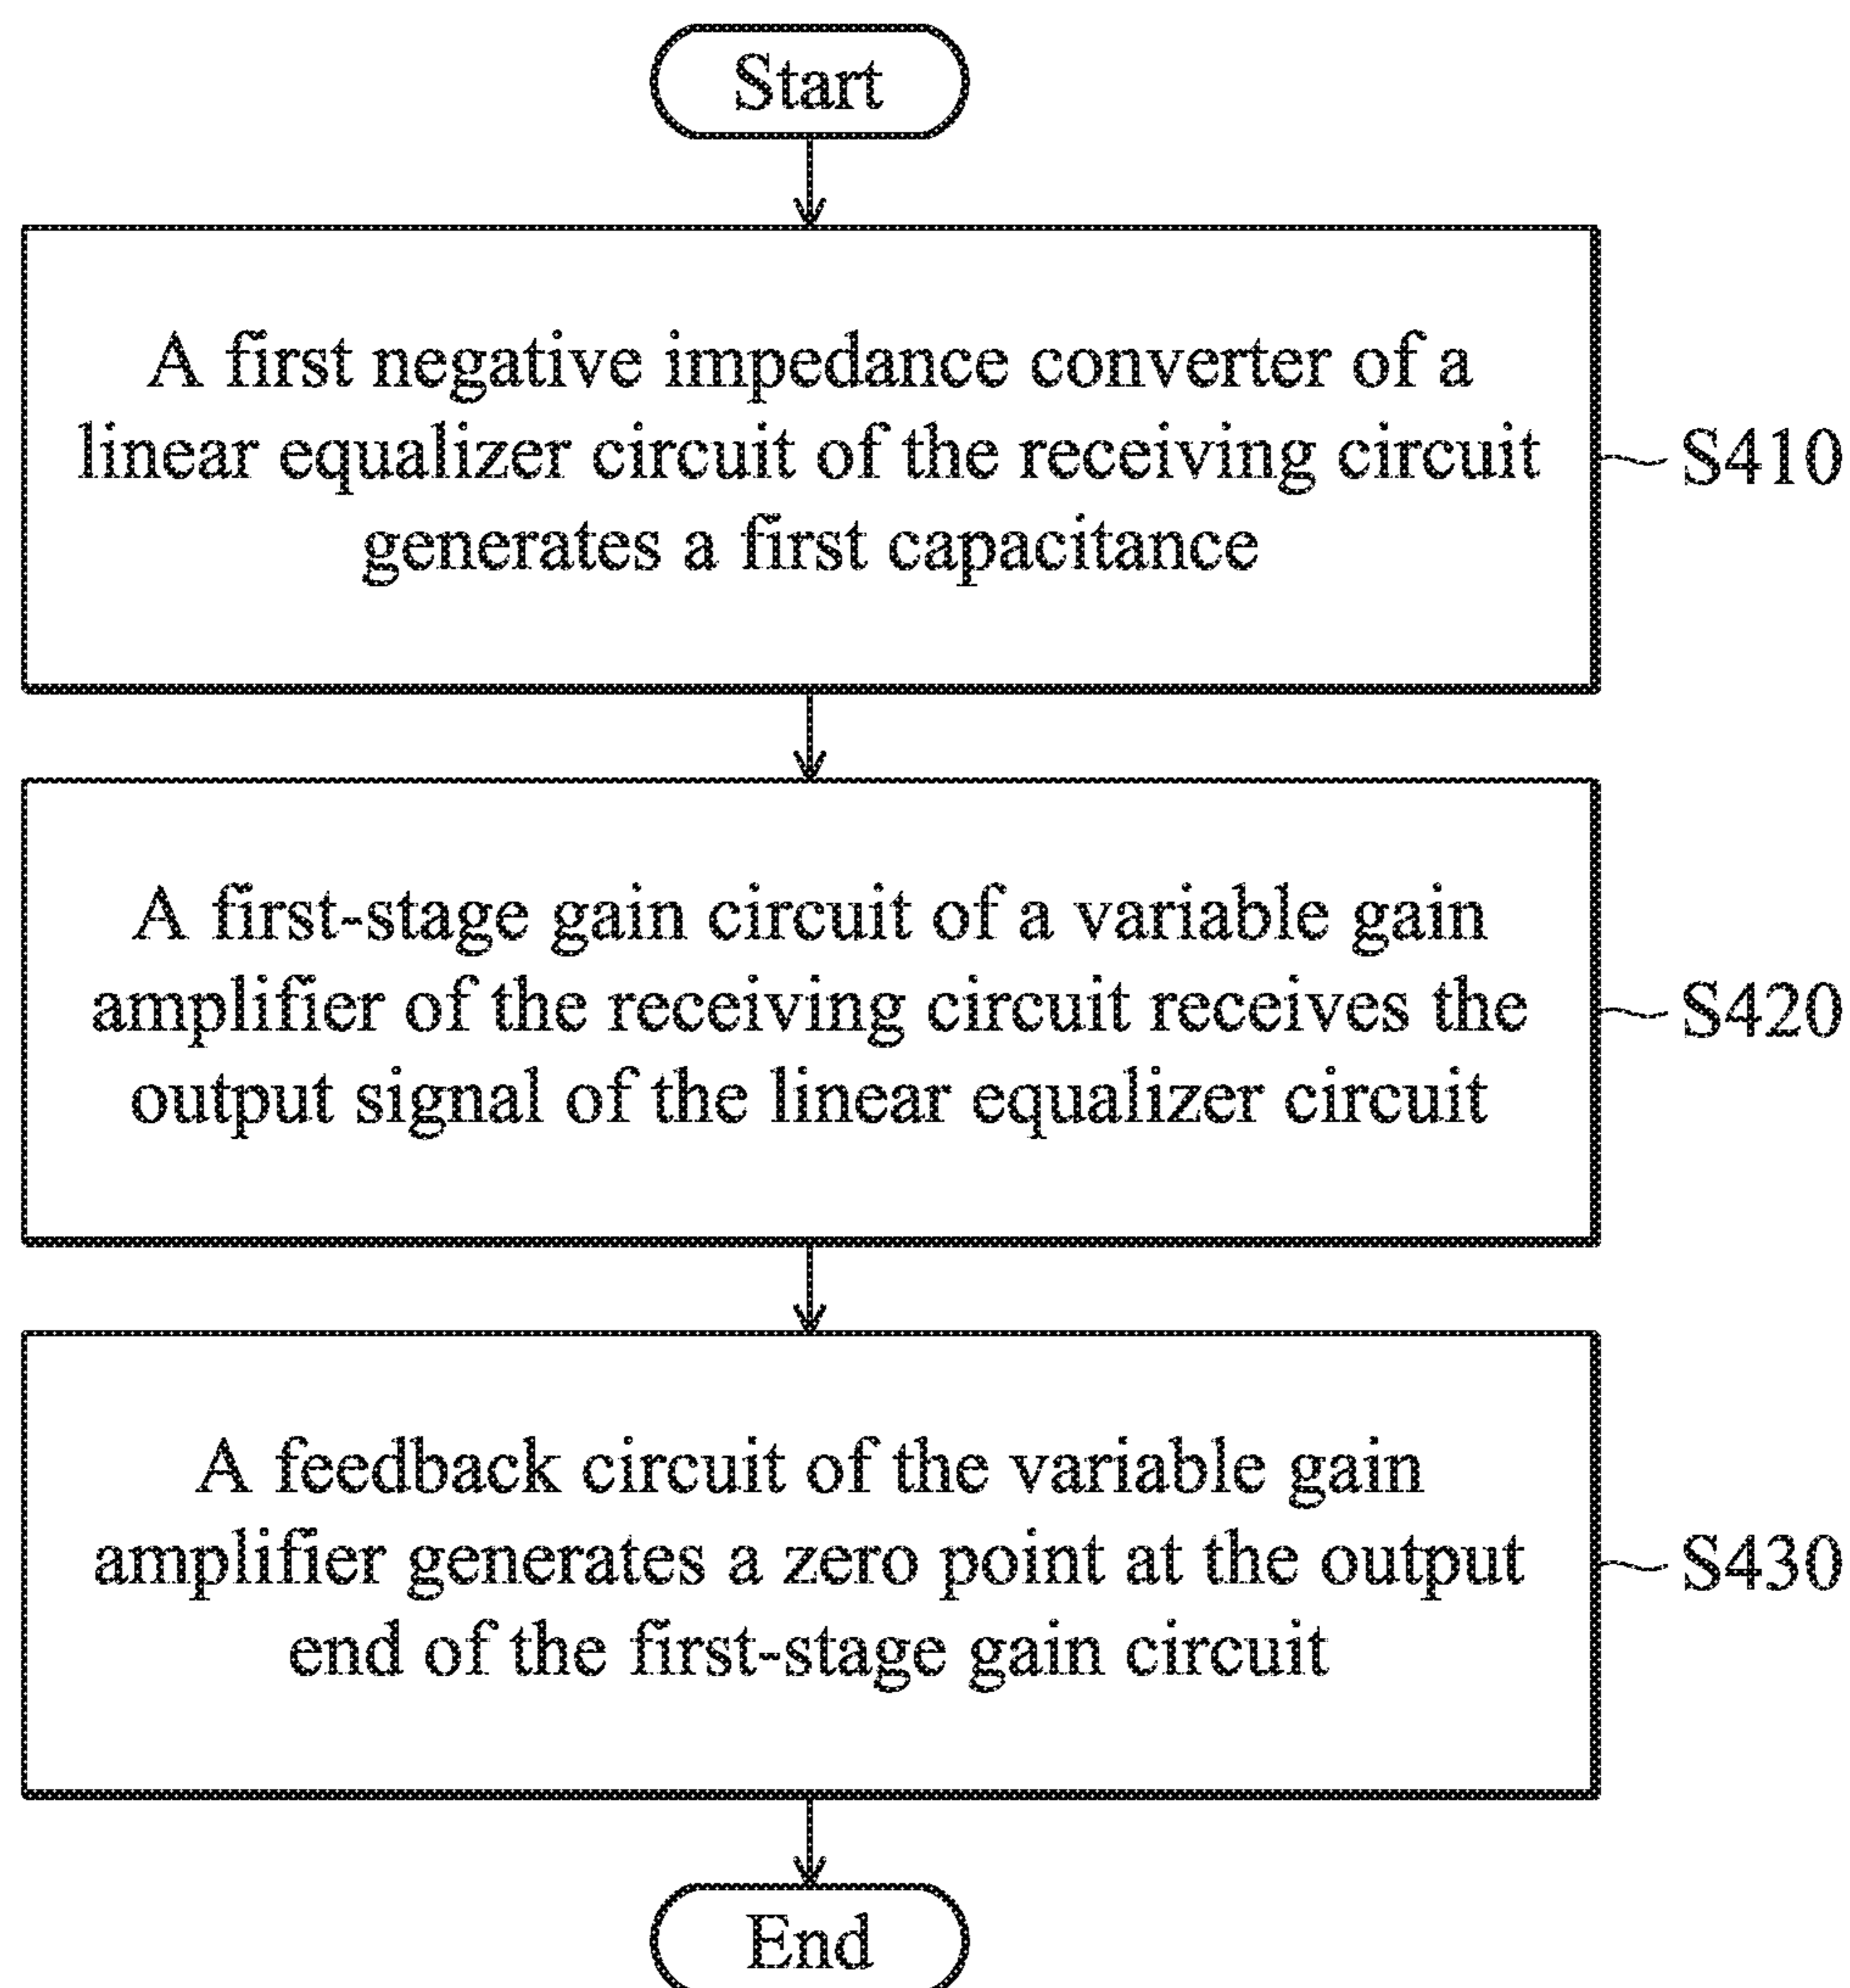 Start
A first negative impedance converter of a
linear equalizer circuit of the receiving circuit
generates a first capacitance
S410
A first-stage gain circuit of a variable gain
amplifier of the receiving circuit receives the
output signal of the linear equalizer circuit
S420
A feedback circuit of the variable gain
amplifier generates a zero point at the output
end of the first-stage gain circuit
S430
End